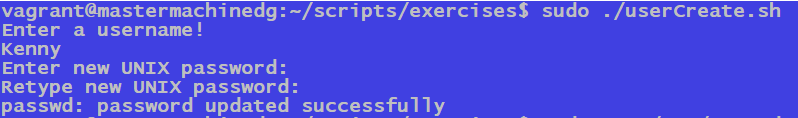 vagrant@mastermachinedg:~/scripts/exercises$ sudo ./userCreate.sh
Enter a username!
Kenny
Enter new UNIX password:
Retype new UNIX password:
passwd: password updated successfully